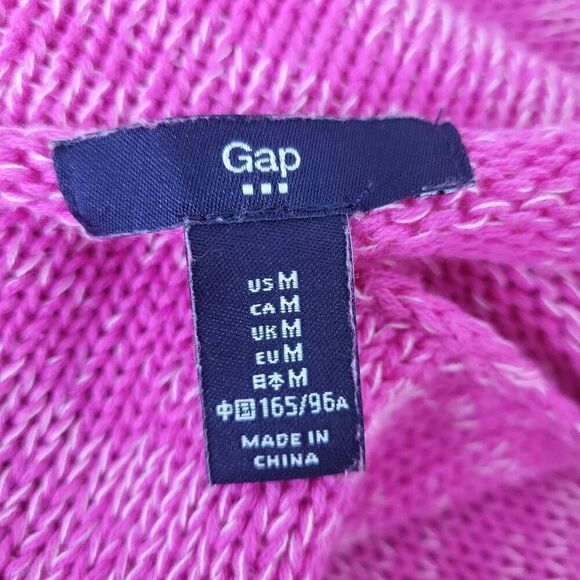 Gap
US M
CA M
UK M
EU M
日本 M
中国 165/96A
MADE IN
CHINA